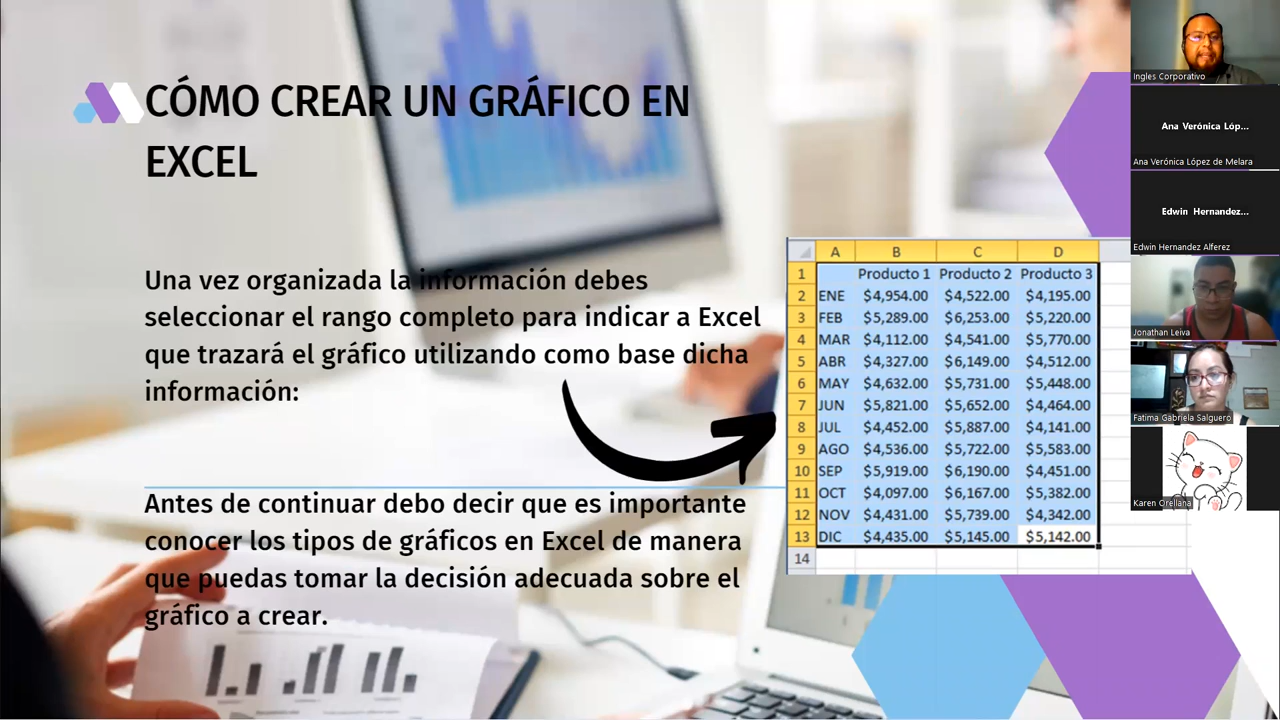 CÓMO CREAR UN GRÁFICO EN
EXCEL
Una vez organizada la información debes
seleccionar el rango completo para indicar a Excel
que trazará el gráfico utilizando como base dicha
información:
Antes de continuar debo decir que es importante
conocer los tipos de gráficos en Excel de manera
que puedas tomar la decisión adecuada sobre el
gráfico a crear.
A B C D
1 Producto 1 Producto 2 Producto 3
2 ENE $4,954.00 $4,522.00 $4,195.00
3 FEB $5,289.00 $6,253.00 $5,220.00
4 MAR $4,112.00 $4,541.00 $5,770.00
5 ABR $4,327.00 $6,149.00 $4,512.00
6 MAY $4,632.00 $5,731.00 $5,448.00
7 JUN $5,821.00 $5,652.00 $4,464.00
8 JUL $4,452.00 $5,887.00 $4,141.00
9 AGO $4,536.00 $5,722.00 $5,583.00
10 SEP $5,919.00 $6,190.00 $4,451.00
11 OCT $4,097.00 $6,167.00 $5,382.00
12 NOV $4,431.00 $5,739.00 $4,342.00
13 DIC $4,435.00 $5,145.00 $5,142.00
14
Ingles Corporativo
Ana Verónica Lóp...
Ana Verónica López de Melara
Edwin Hernandez...
Edwin Hernandez Alferez
Jonathan Leiva
Fatima Gabriela Salguero
Karen Orellana